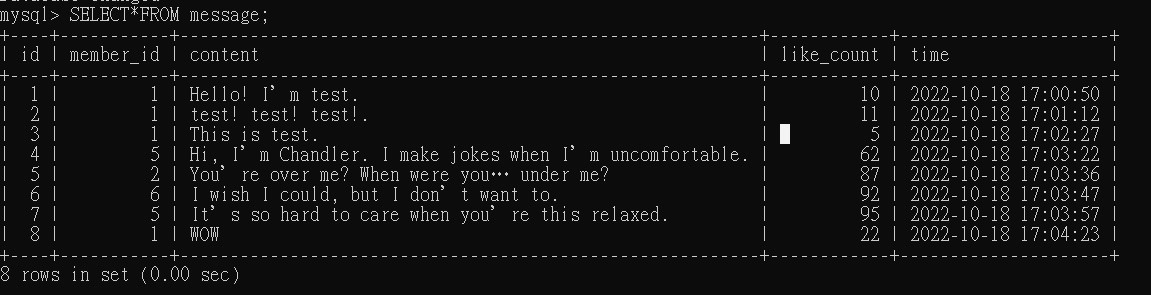 mysql> SELECT*FROM message;
| id | member_id | content | like_count | time |
| 1 | 1 | Hello! I’m test. | 10 | 2022-10-18 17:00:50 |
| 2 | 1 | test! test! test!. | 11 | 2022-10-18 17:01:12 |
| 3 | 1 | This is test. | 5 | 2022-10-18 17:02:27 |
| 4 | 5 | Hi, I’m Chandler. I make jokes when I’m uncomfortable. | 62 | 2022-10-18 17:03:22 |
| 5 | 2 | You’re over me? When were you… under me? | 87 | 2022-10-18 17:03:36 |
| 6 | 6 | I wish I could, but I don’t want to. | 92 | 2022-10-18 17:03:47 |
| 7 | 5 | It’s so hard to care when you’re this relaxed. | 95 | 2022-10-18 17:03:57 |
| 8 | 1 | WOW | 22 | 2022-10-18 17:04:23 |
8 rows in set (0.00 sec)